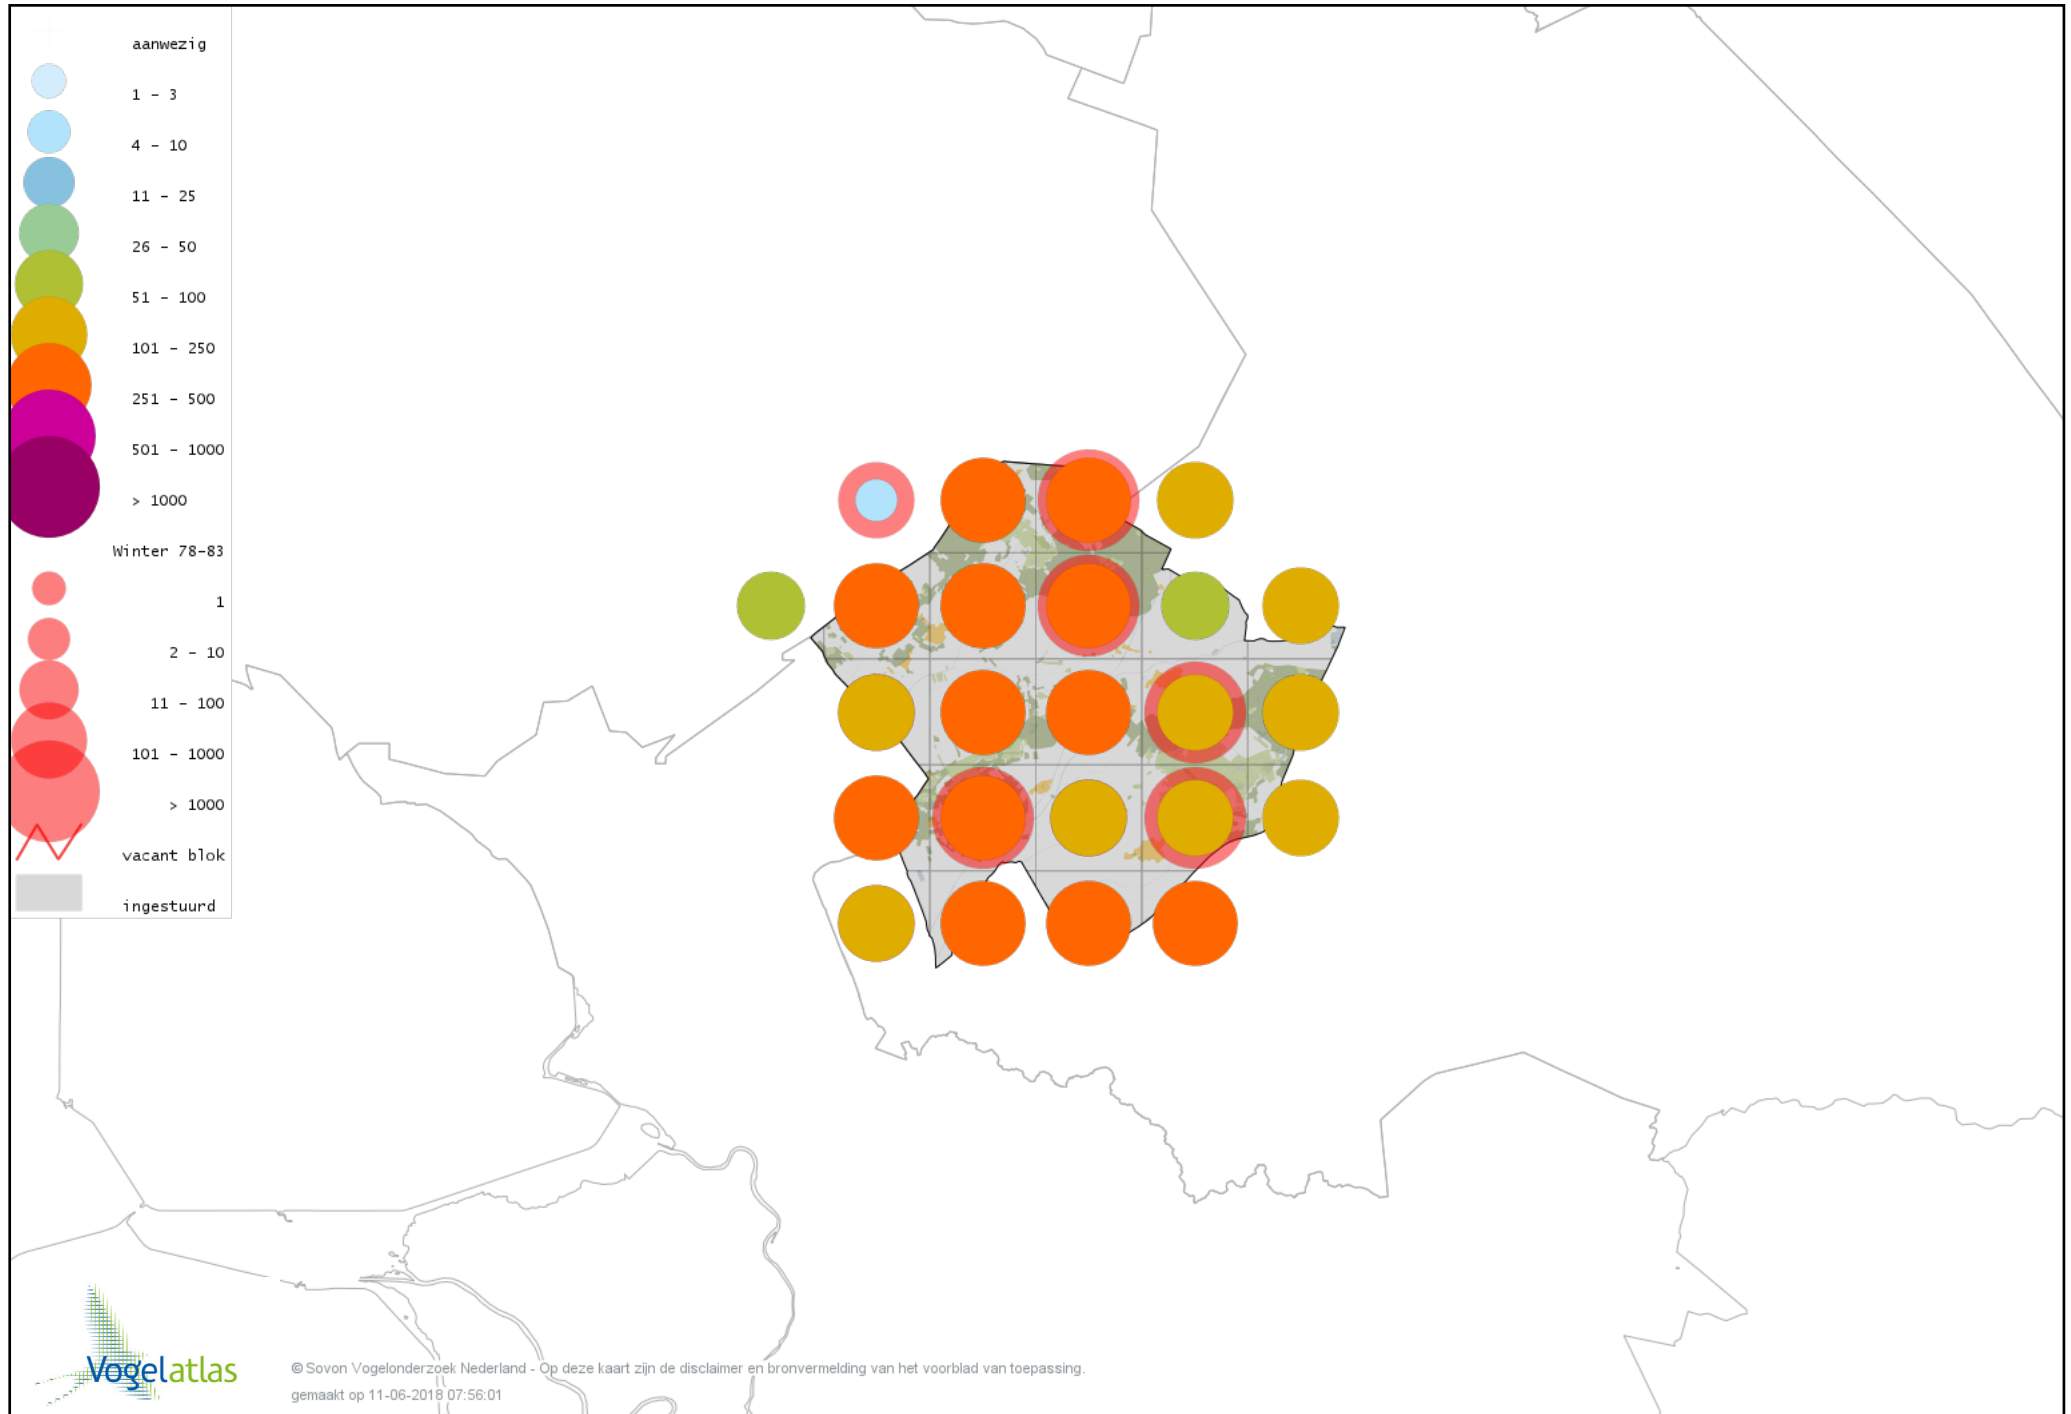 aanwezig
1 - 3
4 - 10
11 - 25
26 - 50
51 - 100
101 - 250
251 - 500
501 - 1000
> 1000
Winter 78-83
1
2 - 10
11 - 100
101 - 1000
> 1000
vacant blok
ingestuurd
Vogelatlas
© Sovon Vogelonderzoek Nederland - Op deze kaart zijn de disclaimer en bronvermelding van het voorblad van toepassing.
gemaakt op 11-06-2018 07:56:01